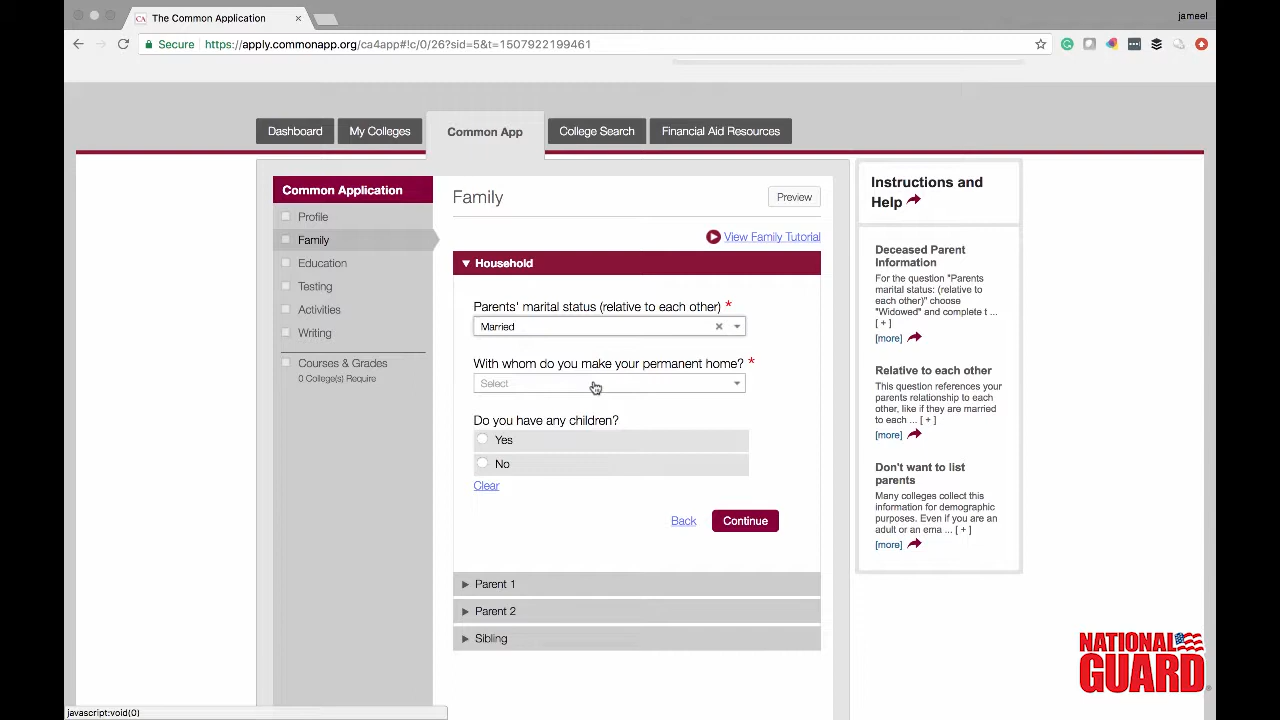 The Common Application
jameel
Secure
https://apply.commonapp.org/ca4app#!c/0/26?sid=5&t=1507922199461
Dashboard
My Colleges
Common App
College Search
Financial Aid Resources
Common Application
Profile
Family
Education
Testing
Activities
Writing
Courses & Grades
0 College(s) Require
Family
Preview
View Family Tutorial
Household
Parents' marital status (relative to each other) *
Married
With whom do you make your permanent home? *
Select
Do you have any children?
Yes
No
Clear
Back
Continue
Parent 1
Parent 2
Sibling
Instructions and
Help
Deceased Parent
Information
For the question "Parents
marital status: (relative to
each other)" choose
"Widowed" and complete t ...
[ + ]
[more]
Relative to each other
This question references your
parents relationship to each
other, like if they are married
to each ... [ + ]
[more]
Don't want to list
parents
Many colleges collect this
information for demographic
purposes. Even if you are an
adult or an ema ... [ + ]
[more]
NATIONAL
GUARD
javascript:void(0)